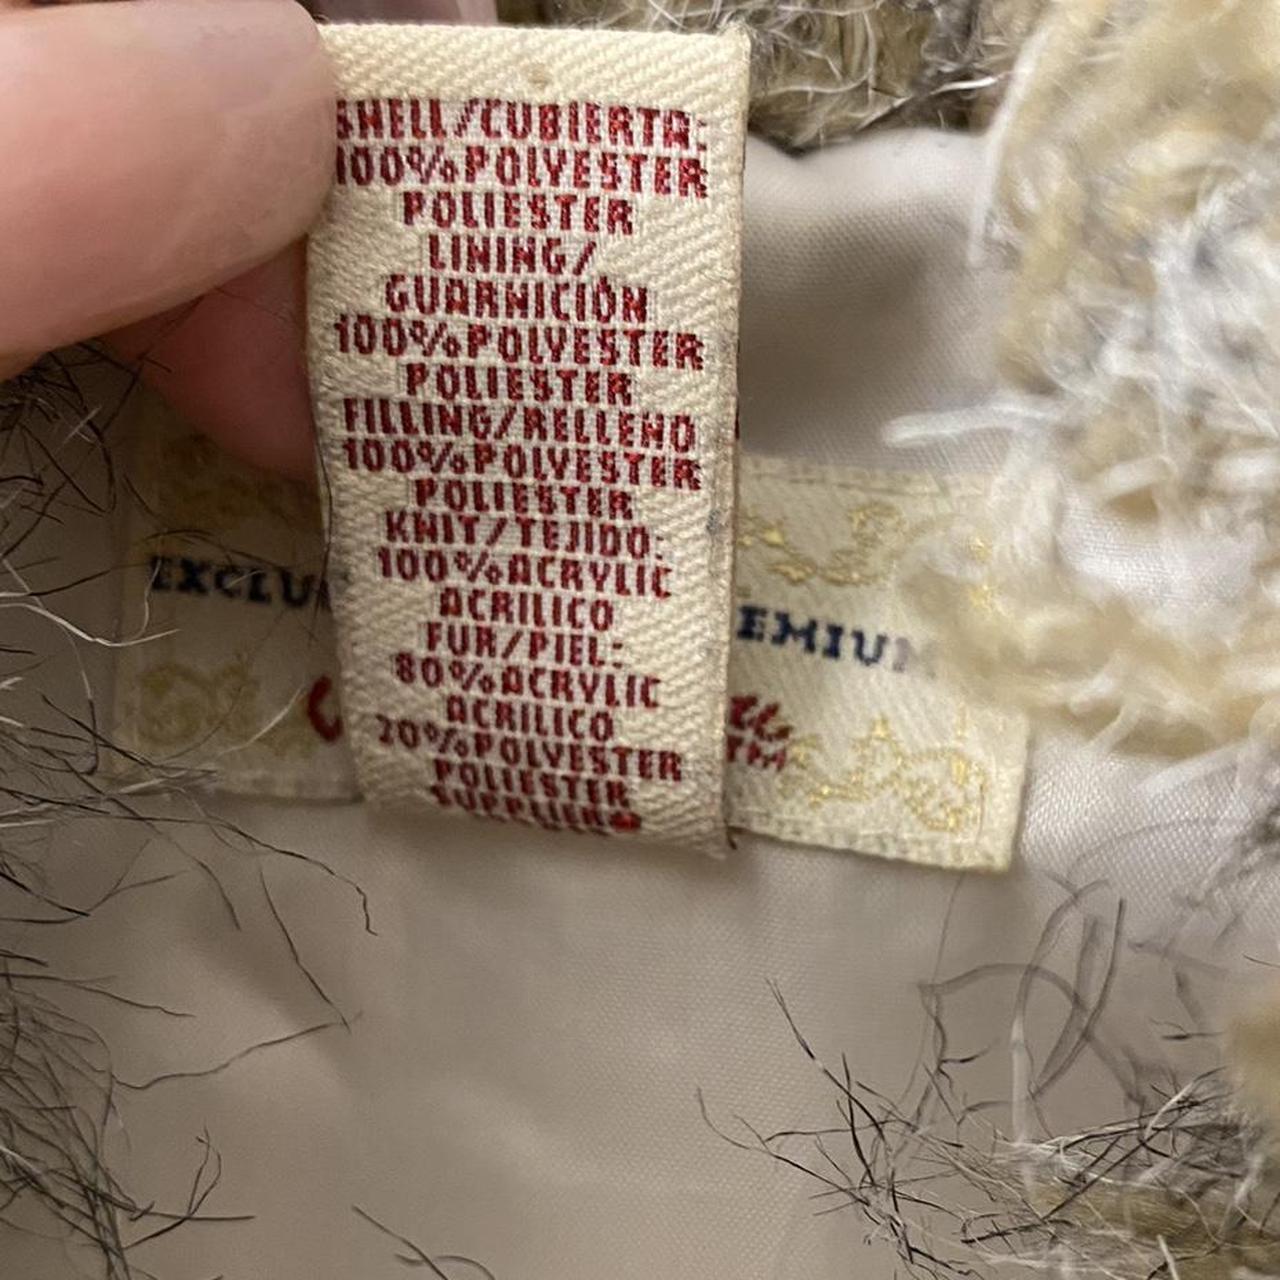 SHELL/CUBIERTA:
100%POLYESTER
POLIESTER
LINING/
GUARNICIÓN
100%POLYESTER
POLIESTER
FILLING/RELLENO
100%POLYESTER
POLIESTER
KNIT/TEJIDO:
100%ACRYLIC
ACRILICO
FUR/PIEL:
80%ACRYLIC
ACRILICO
20%POLYESTER
POLIESTER
EXCLU
EMIUM